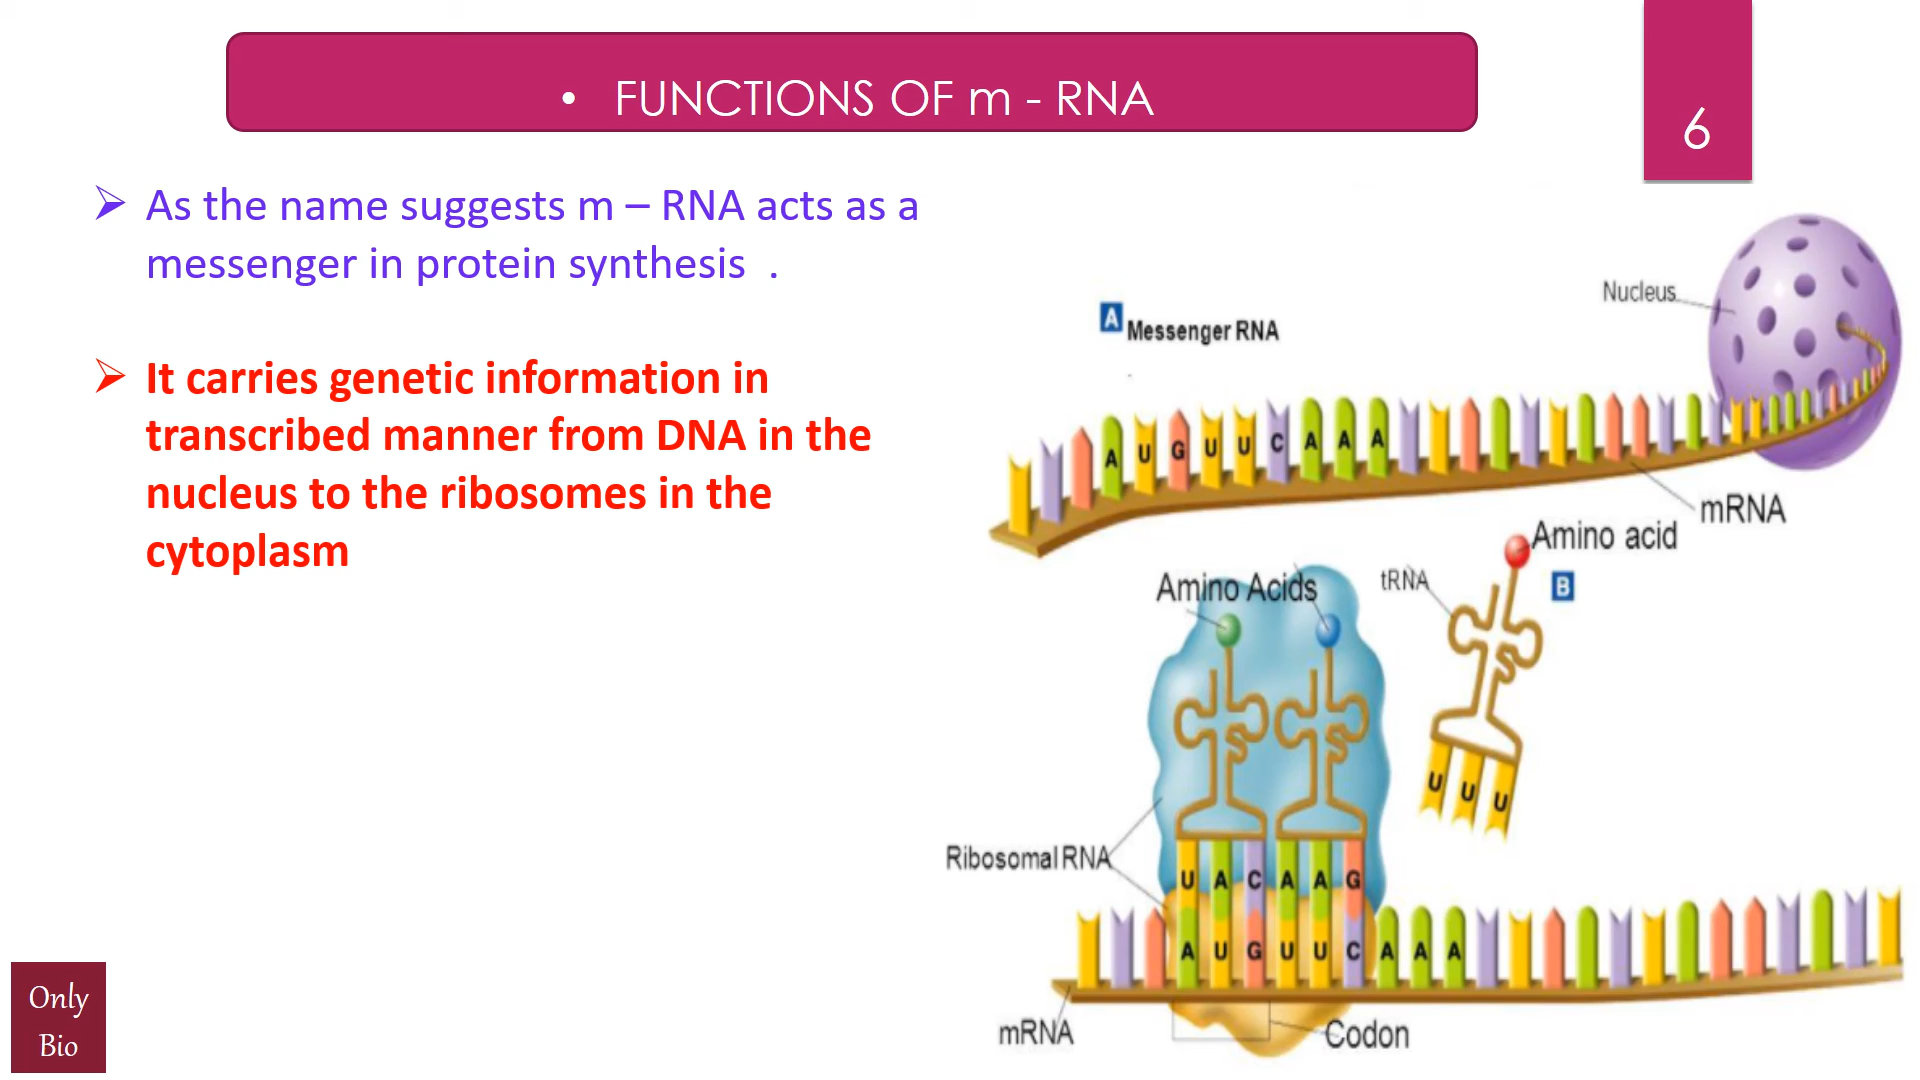 • FUNCTIONS OF m - RNA
6
➢ As the name suggests m – RNA acts as a
messenger in protein synthesis .
➢ It carries genetic information in
transcribed manner from DNA in the
nucleus to the ribosomes in the
cytoplasm
Nucleus
A Messenger RNA
A U G U U C A A A
mRNA
Amino acid
Amino Acids
tRNA
B
U U U
Ribosomal RNA
U A C A A G
A U G U U C A A A
mRNA
Codon
Only
Bio